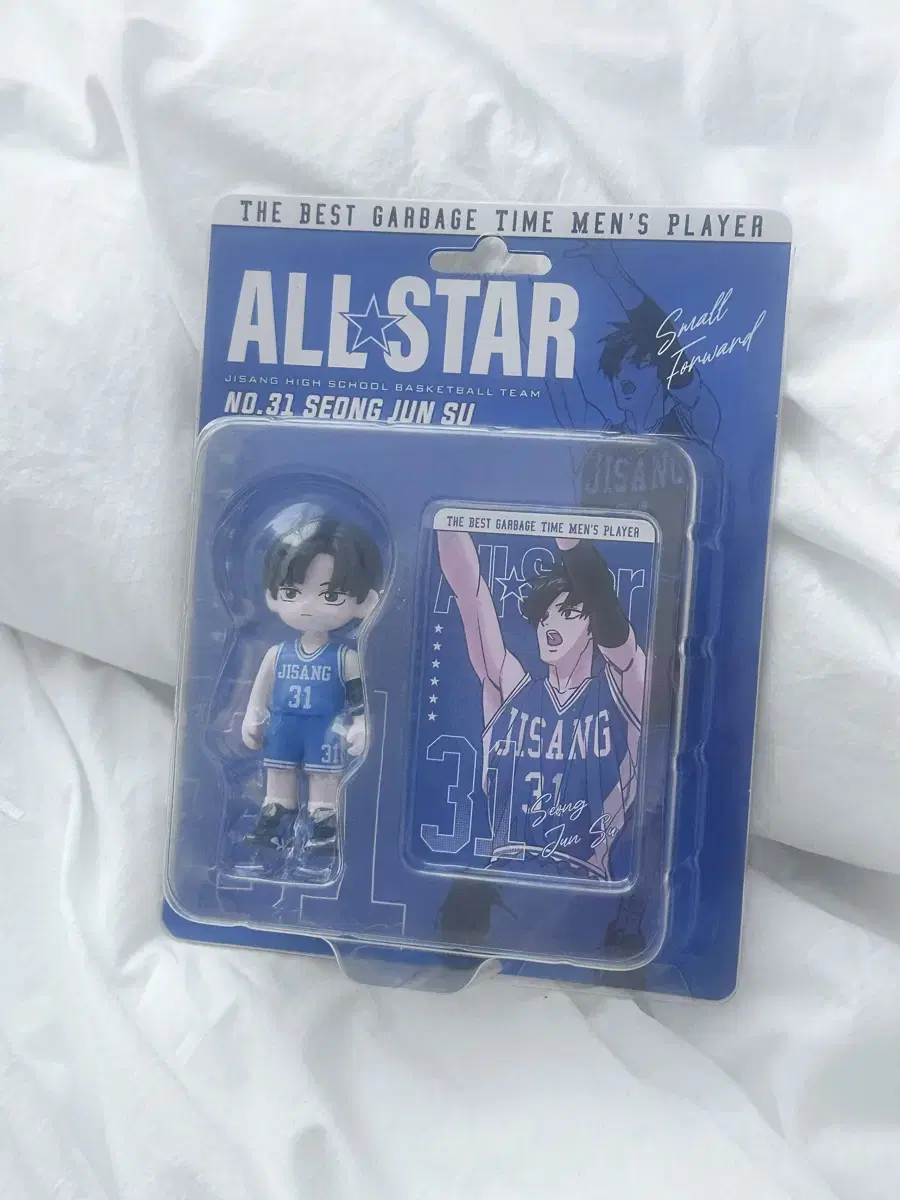 THE BEST GARBAGE TIME MEN'S PLAYER
ALL STAR
Small
Forward
JISANG HIGH SCHOOL BASKETBALL TEAM
NO.31 SEONG JUN SU
JISANG
THE BEST GARBAGE TIME MEN'S PLAYER
All Star
JISANG
31
31
JISANG
31
31
Seong
Jun Su